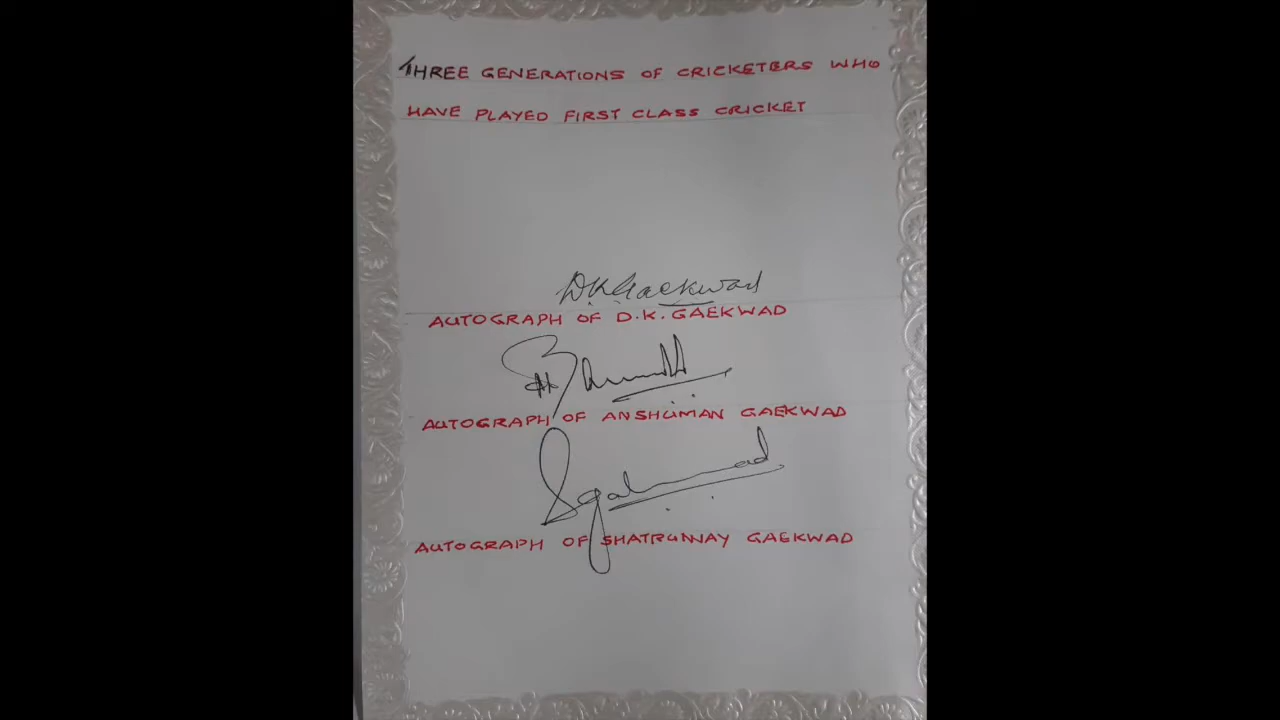 THREE GENERATIONS OF CRICKETERS WHO
HAVE PLAYED FIRST CLASS CRICKET
D.K.Gaekwad
AUTOGRAPH OF D.K.GAEKWAD
AUTOGRAPH OF ANSHUMAN GAEKWAD
AUTOGRAPH OF SHATRUNJAY GAEKWAD